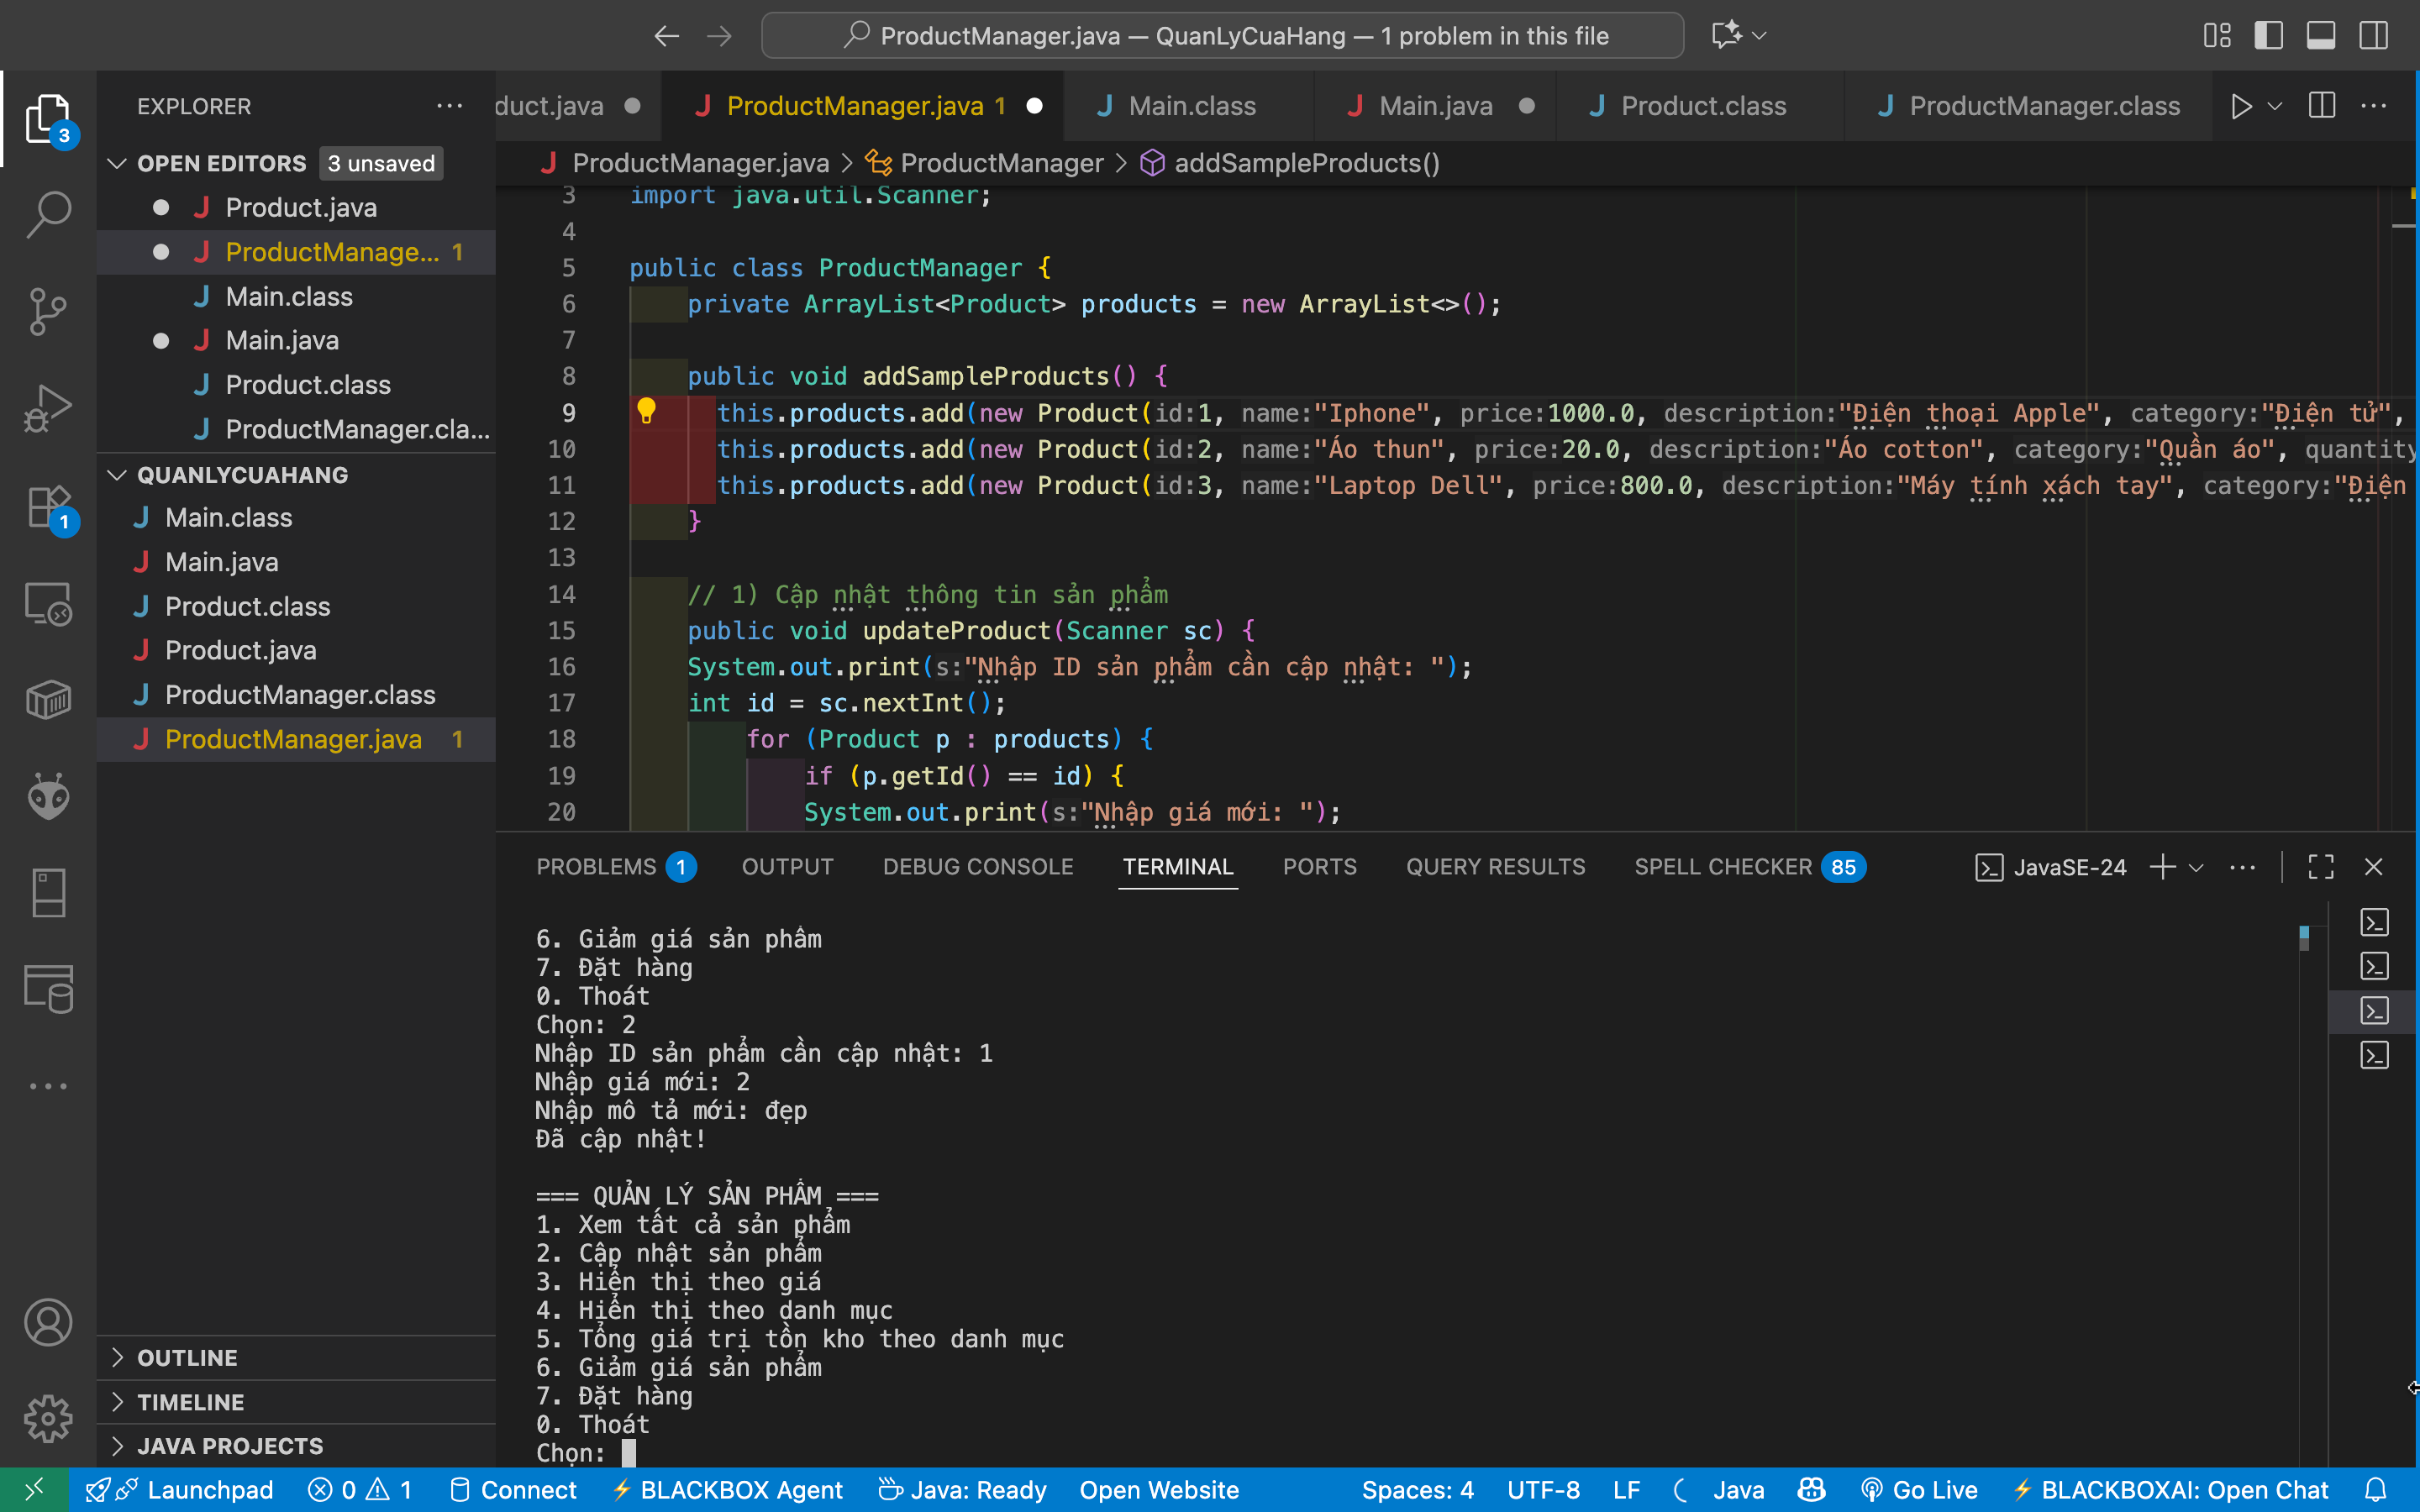 ProductManager.java — QuanLyCuaHang — 1 problem in this file
EXPLORER
OPEN EDITORS 3 unsaved
Product.java
ProductManage... 1
Main.class
Main.java
Product.class
ProductManager.cla...
QUANLYCUAHANG
Main.class
Main.java
Product.class
Product.java
ProductManager.class
ProductManager.java 1
OUTLINE
TIMELINE
JAVA PROJECTS
3
1
duct.java
ProductManager.java 1
Main.class
Main.java
Product.class
ProductManager.class
ProductManager.java > ProductManager > addSampleProducts()
3 import java.util.Scanner;
4
5 public class ProductManager {
6 private ArrayList<Product> products = new ArrayList<>();
7
8 public void addSampleProducts() {
9 this.products.add(new Product(id:1, name:"Iphone", price:1000.0, description:"Điện thoại Apple", category:"Điện tử",
10 this.products.add(new Product(id:2, name:"Áo thun", price:20.0, description:"Áo cotton", category:"Quần áo", quantity
11 this.products.add(new Product(id:3, name:"Laptop Dell", price:800.0, description:"Máy tính xách tay", category:"Điện
12 }
13
14 // 1) Cập nhật thông tin sản phẩm
15 public void updateProduct(Scanner sc) {
16 System.out.print(s:"Nhập ID sản phẩm cần cập nhật: ");
17 int id = sc.nextInt();
18 for (Product p : products) {
19 if (p.getId() == id) {
20 System.out.print(s:"Nhập giá mới: ");
PROBLEMS 1 OUTPUT DEBUG CONSOLE TERMINAL PORTS QUERY RESULTS SPELL CHECKER 85 JavaSE-24
6. Giảm giá sản phẩm
7. Đặt hàng
0. Thoát
Chọn: 2
Nhập ID sản phẩm cần cập nhật: 1
Nhập giá mới: 2
Nhập mô tả mới: đẹp
Đã cập nhật!
=== QUẢN LÝ SẢN PHẨM ===
1. Xem tất cả sản phẩm
2. Cập nhật sản phẩm
3. Hiển thị theo giá
4. Hiển thị theo danh mục
5. Tổng giá trị tồn kho theo danh mục
6. Giảm giá sản phẩm
7. Đặt hàng
0. Thoát
Chọn:
Launchpad 0 1 Connect BLACKBOX Agent Java: Ready Open Website Spaces: 4 UTF-8 LF Java Go Live BLACKBOXAI: Open Chat